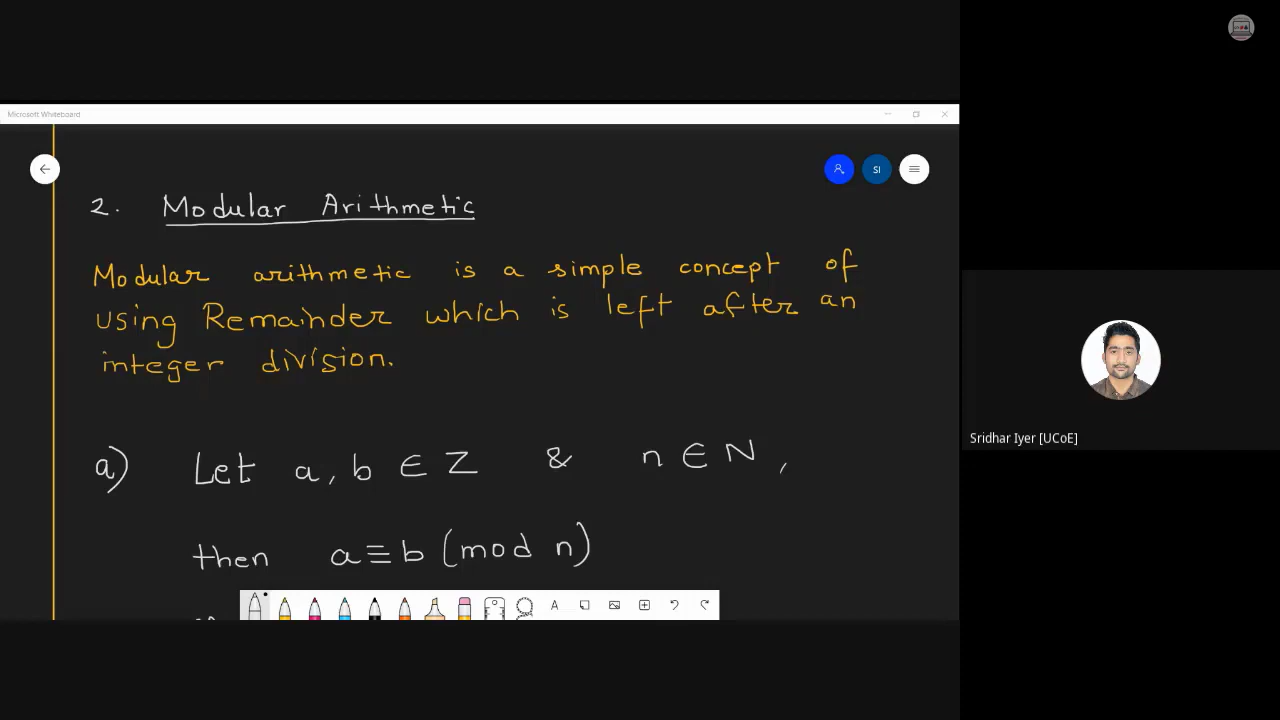 Microsoft Whiteboard
SI
2. Modular Arithmetic
Modular arithmetic is a simple concept of
using Remainder which is left after an
integer division.
a) Let a, b ∈ Z & n ∈ N,
then a ≡ b (mod n)
A
Sridhar Iyer [UCoE]